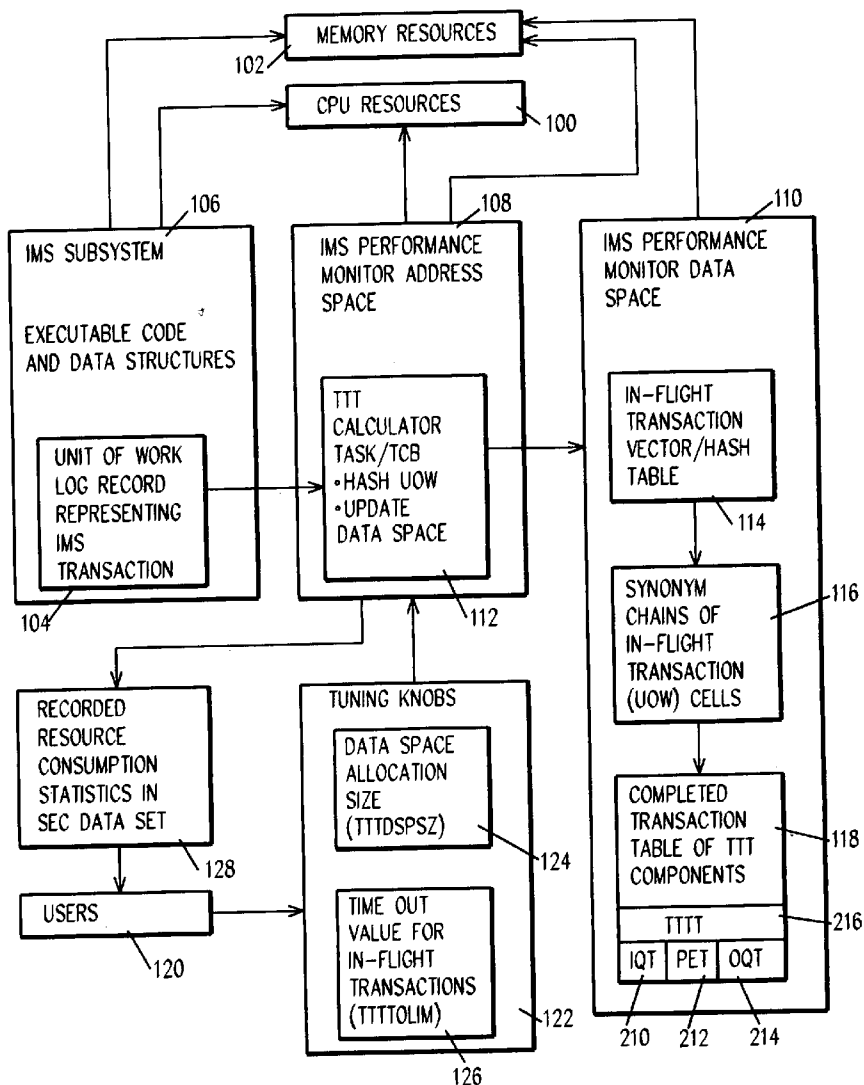 MEMORY RESOURCES
102
CPU RESOURCES
100
106
IMS SUBSYSTEM
EXECUTABLE CODE
AND DATA STRUCTURES
UNIT OF WORK
LOG RECORD
REPRESENTING
IMS
TRANSACTION
104
108
IMS PERFORMANCE
MONITOR ADDRESS
SPACE
TTT
CALCULATOR
TASK/TCB
•HASH UOW
•UPDATE
DATA SPACE
112
110
IMS PERFORMANCE
MONITOR DATA
SPACE
IN-FLIGHT
TRANSACTION
VECTOR/HASH
TABLE
114
SYNONYM
CHAINS OF
IN-FLIGHT
TRANSACTION
(UOW) CELLS
116
COMPLETED
TRANSACTION
TABLE OF TTT
COMPONENTS
118
TTTT
216
IQT
PET
OQT
210
212
214
RECORDED
RESOURCE
CONSUMPTION
STATISTICS IN
SEC DATA SET
128
USERS
120
TUNING KNOBS
DATA SPACE
ALLOCATION
SIZE
(TTTDSPSZ)
124
TIME OUT
VALUE FOR
IN-FLIGHT
TRANSACTIONS
(TTTTOLIM)
122
126